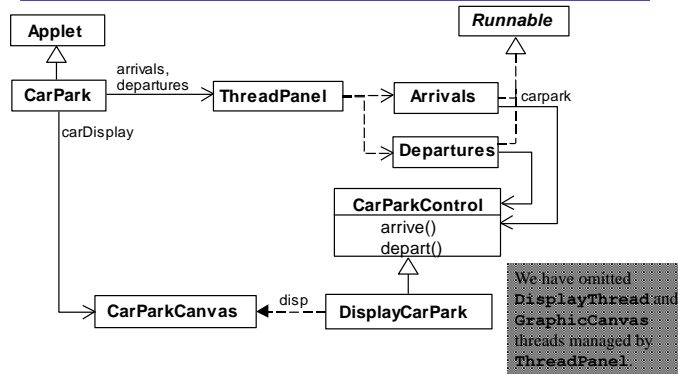 Runnable
Applet
arrivals,
departures
CarPark
ThreadPanel
Arrivals
carpark
carDisplay
Departures
CarParkControl
arrive()
depart()
CarParkCanvas
disp
DisplayCarPark
We have omitted
DisplayThread and
GraphicCanvas
threads managed by
ThreadPanel.